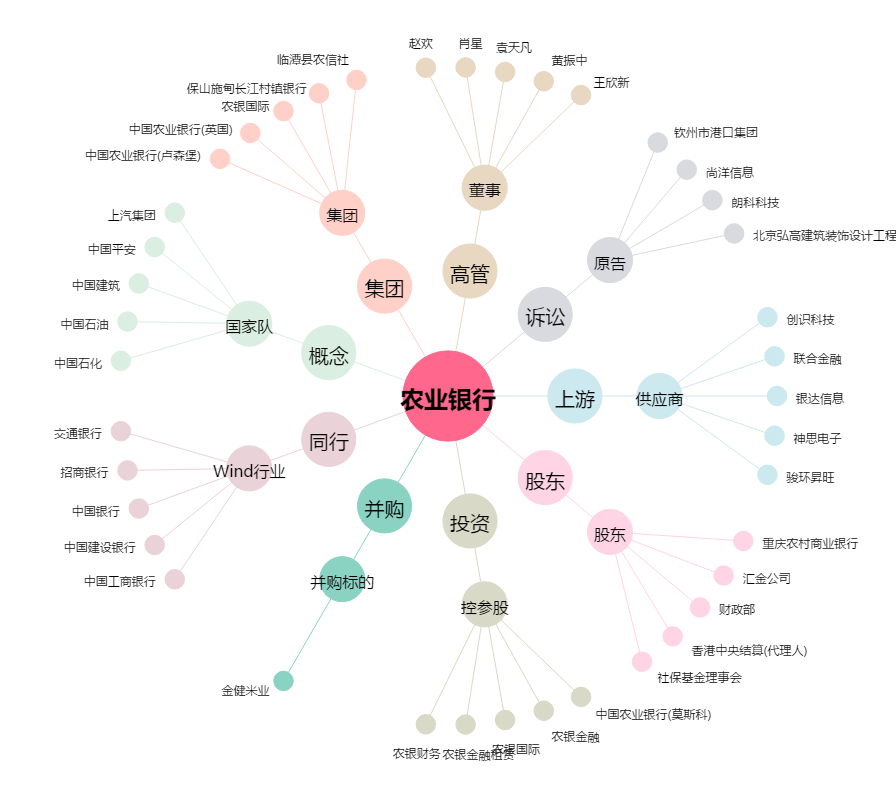 赵欢
肖星
袁天凡
黄振中
王欣新
董事
高管
临潭县农信社
保山施甸长江村镇银行
农银国际
中国农业银行(英国)
中国农业银行(卢森堡)
集团
集团
钦州市港口集团
尚洋信息
朗科科技
北京弘高建筑装饰设计工程
原告
诉讼
上汽集团
中国平安
中国建筑
中国石油
中国石化
国家队
概念
农业银行
上游
供应商
创识科技
联合金融
银达信息
神思电子
骏环昇旺
同行
Wind行业
交通银行
招商银行
中国银行
中国建设银行
中国工商银行
并购
并购标的
金健米业
投资
控参股
农银财务
农银金融租赁
农银国际
农银金融
中国农业银行(莫斯科)
股东
股东
重庆农村商业银行
汇金公司
财政部
香港中央结算(代理人)
社保基金理事会